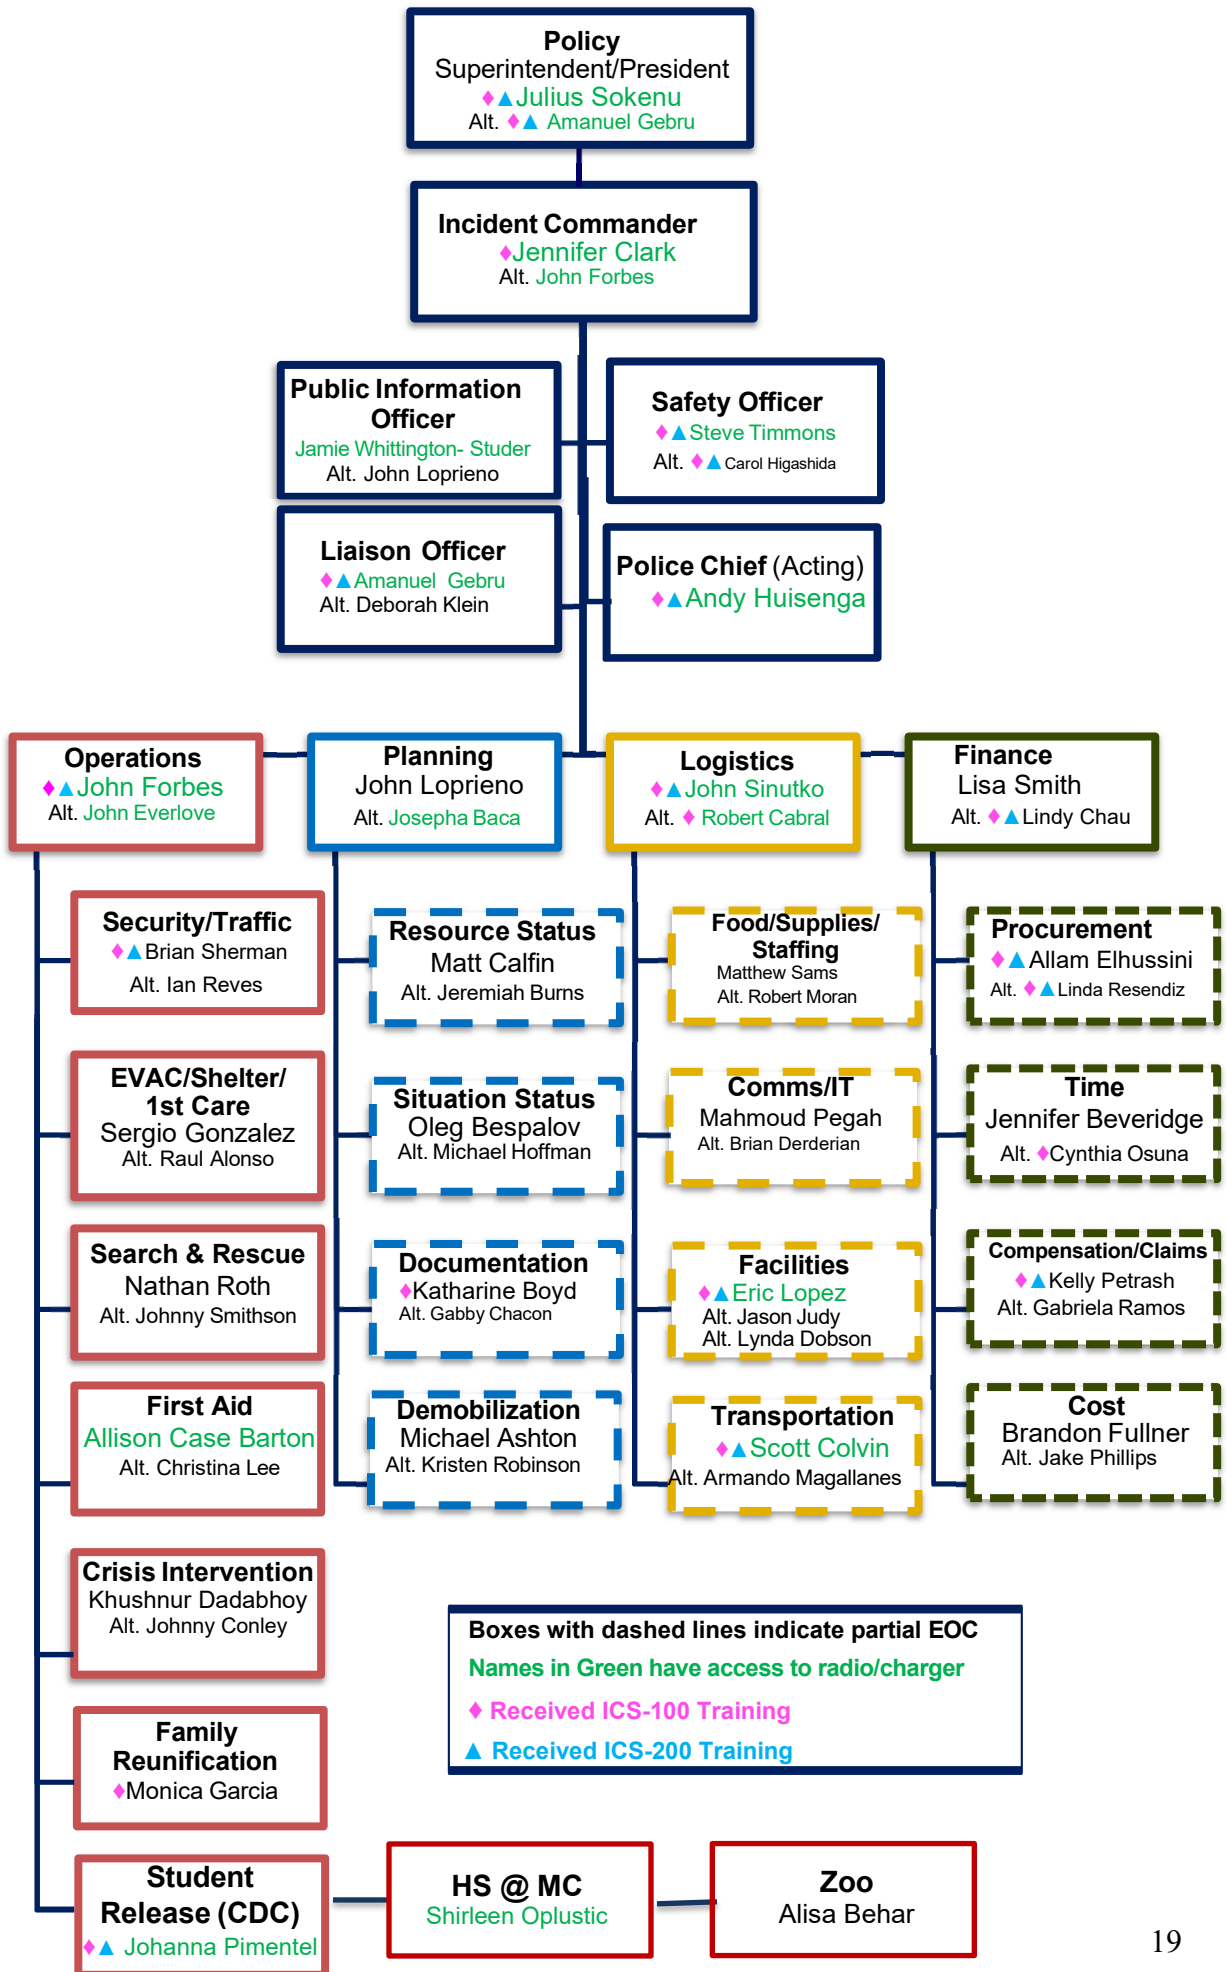 Policy
Superintendent/President
♦▲Julius Sokenu
Alt. ♦▲ Amanuel Gebru
Incident Commander
♦Jennifer Clark
Alt. John Forbes
Public Information
Officer
Jamie Whittington- Studer
Alt. John Loprieno
Safety Officer
♦▲Steve Timmons
Alt. ♦▲Carol Higashida
Liaison Officer
♦▲Amanuel Gebru
Alt. Deborah Klein
Police Chief (Acting)
♦▲Andy Huisenga
Operations
♦▲John Forbes
Alt. John Everlove
Planning
John Loprieno
Alt. Josepha Baca
Logistics
♦▲John Sinutko
Alt. ♦ Robert Cabral
Finance
Lisa Smith
Alt. ♦▲Lindy Chau
Security/Traffic
♦▲Brian Sherman
Alt. Ian Reves
EVAC/Shelter/
1st Care
Sergio Gonzalez
Alt. Raul Alonso
Search & Rescue
Nathan Roth
Alt. Johnny Smithson
First Aid
Allison Case Barton
Alt. Christina Lee
Crisis Intervention
Khushnur Dadabhoy
Alt. Johnny Conley
Family
Reunification
♦Monica Garcia
Student
Release (CDC)
♦▲ Johanna Pimentel
HS @ MC
Shirleen Oplustic
Zoo
Alisa Behar
Resource Status
Matt Calfin
Alt. Jeremiah Burns
Situation Status
Oleg Bespalov
Alt. Michael Hoffman
Documentation
♦Katharine Boyd
Alt. Gabby Chacon
Demobilization
Michael Ashton
Alt. Kristen Robinson
Food/Supplies/
Staffing
Matthew Sams
Alt. Robert Moran
Comms/IT
Mahmoud Pegah
Alt. Brian Derderian
Facilities
♦▲Eric Lopez
Alt. Jason Judy
Alt. Lynda Dobson
Transportation
♦▲Scott Colvin
Alt. Armando Magallanes
Procurement
♦▲Allam Elhussini
Alt. ♦▲Linda Resendiz
Time
Jennifer Beveridge
Alt. ♦Cynthia Osuna
Compensation/Claims
♦▲Kelly Petrash
Alt. Gabriela Ramos
Cost
Brandon Fullner
Alt. Jake Phillips
Boxes with dashed lines indicate partial EOC
Names in Green have access to radio/charger
♦ Received ICS-100 Training
▲ Received ICS-200 Training
19